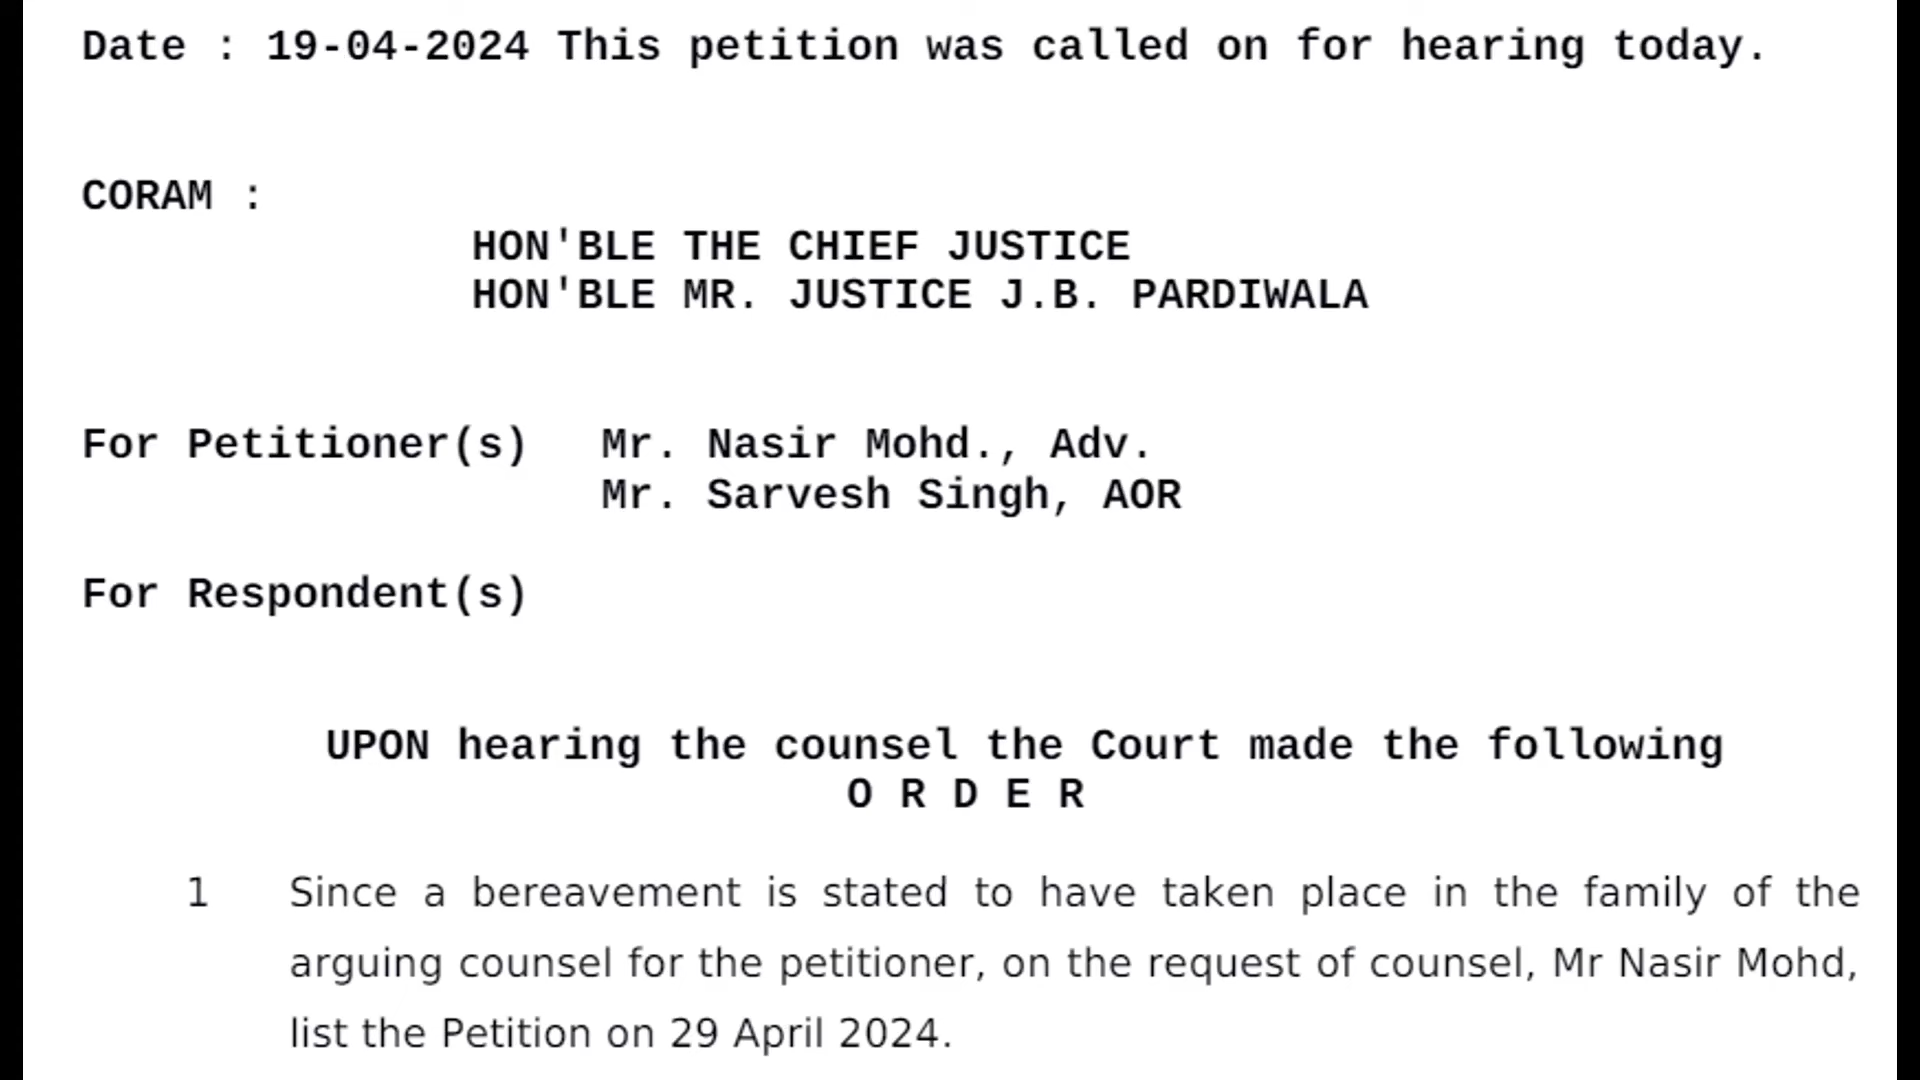 Date : 19-04-2024 This petition was called on for hearing today.
CORAM :
HON'BLE THE CHIEF JUSTICE
HON'BLE MR. JUSTICE J.B. PARDIWALA
For Petitioner(s) Mr. Nasir Mohd., Adv.
Mr. Sarvesh Singh, AOR
For Respondent(s)
UPON hearing the counsel the Court made the following
O R D E R
1 Since a bereavement is stated to have taken place in the family of the
arguing counsel for the petitioner, on the request of counsel, Mr Nasir Mohd,
list the Petition on 29 April 2024.